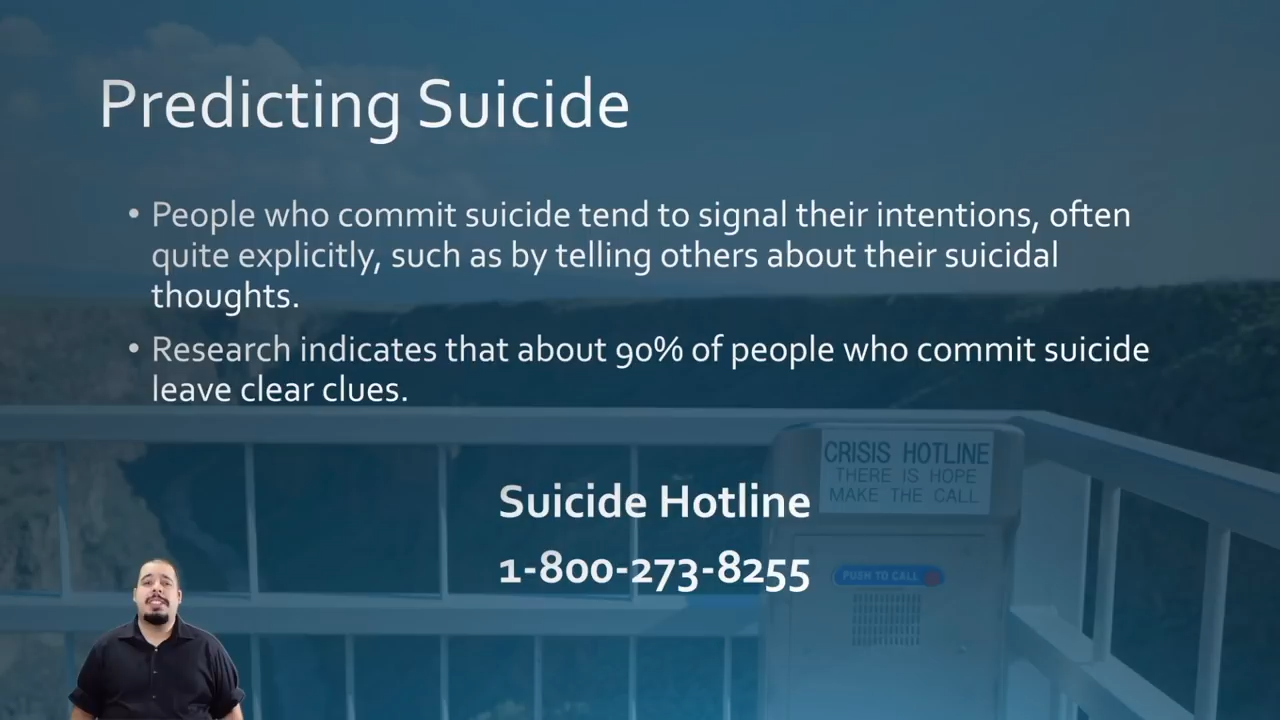 Predicting Suicide
• People who commit suicide tend to signal their intentions, often
quite explicitly, such as by telling others about their suicidal
thoughts.
• Research indicates that about 90% of people who commit suicide
leave clear clues.
CRISIS HOTLINE
THERE IS HOPE
MAKE THE CALL
Suicide Hotline
1-800-273-8255
PUSH TO CALL